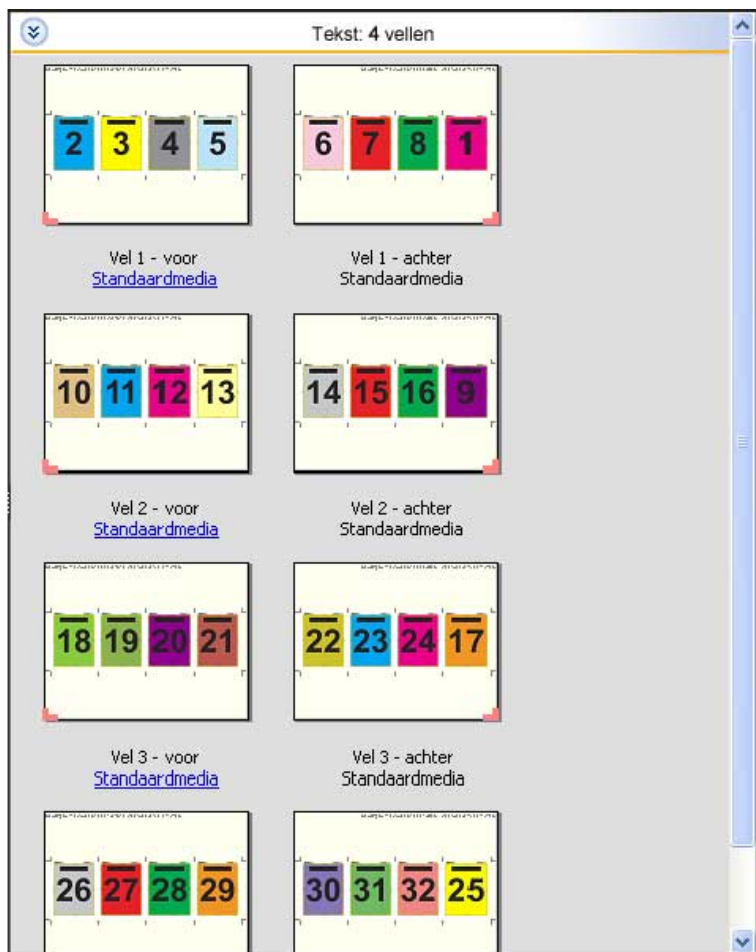 Tekst: 4 vellen
2 3 4 5
6 7 8 1
Vel 1 - voor
Standaardmedia
Vel 1 - achter
Standaardmedia
10 11 12 13
14 15 16 9
Vel 2 - voor
Standaardmedia
Vel 2 - achter
Standaardmedia
18 19 20 21
22 23 24 17
Vel 3 - voor
Standaardmedia
Vel 3 - achter
Standaardmedia
26 27 28 29
30 31 32 25